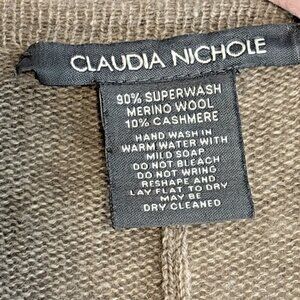 CLAUDIA NICHOLE
90% SUPERWASH
MERINO WOOL
10% CASHMERE
HAND WASH IN
WARM WATER WITH
MILD SOAP
DO NOT BLEACH
DO NOT WRING
RESHAPE AND
LAY FLAT TO DRY
MAY BE
DRY CLEANED